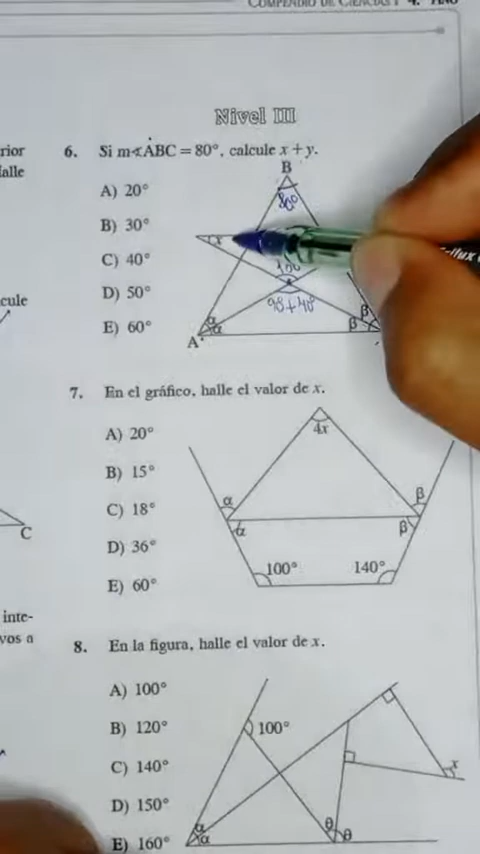 COMPENDIO DE CIENCIAS I 4.° AÑO
Nivel III
6. Si m∢ABC = 80°, calcule x + y.
A) 20°
B) 30°
C) 40°
D) 50°
E) 60°
B
80°
x
100
90+40°
α
α
β
β
A
7. En el gráfico, halle el valor de x.
A) 20°
B) 15°
C) 18°
D) 36°
E) 60°
4x
α
α
β
β
100°
140°
8. En la figura, halle el valor de x.
A) 100°
B) 120°
C) 140°
D) 150°
E) 160°
100°
x
α
α
θ
θ
cule
C
inte-
vos a